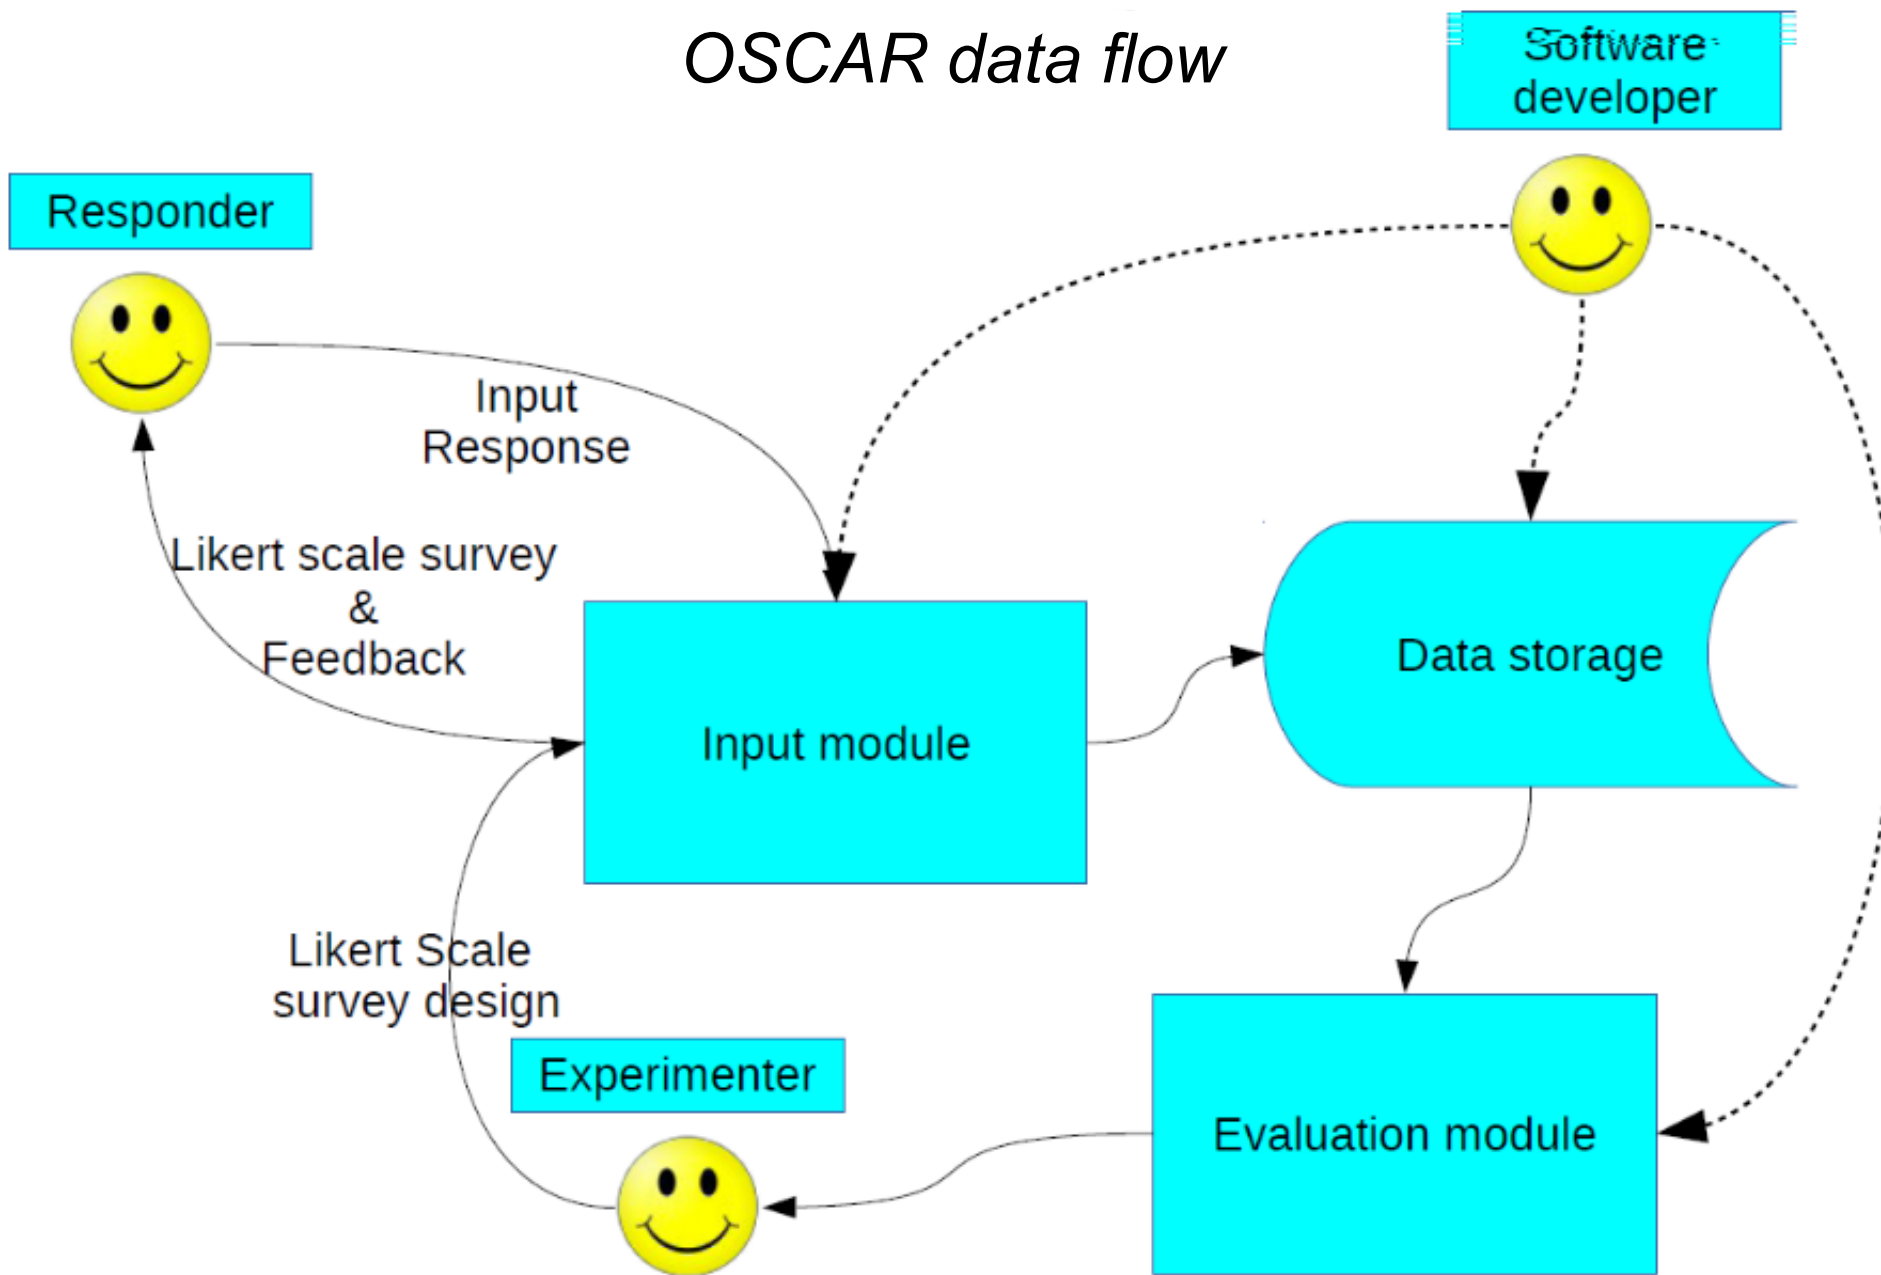 OSCAR data flow
Software
developer
Responder
Input
Response
Likert scale survey
&
Feedback
Data storage
Input module
Likert Scale
survey design
Experimenter
Evaluation module